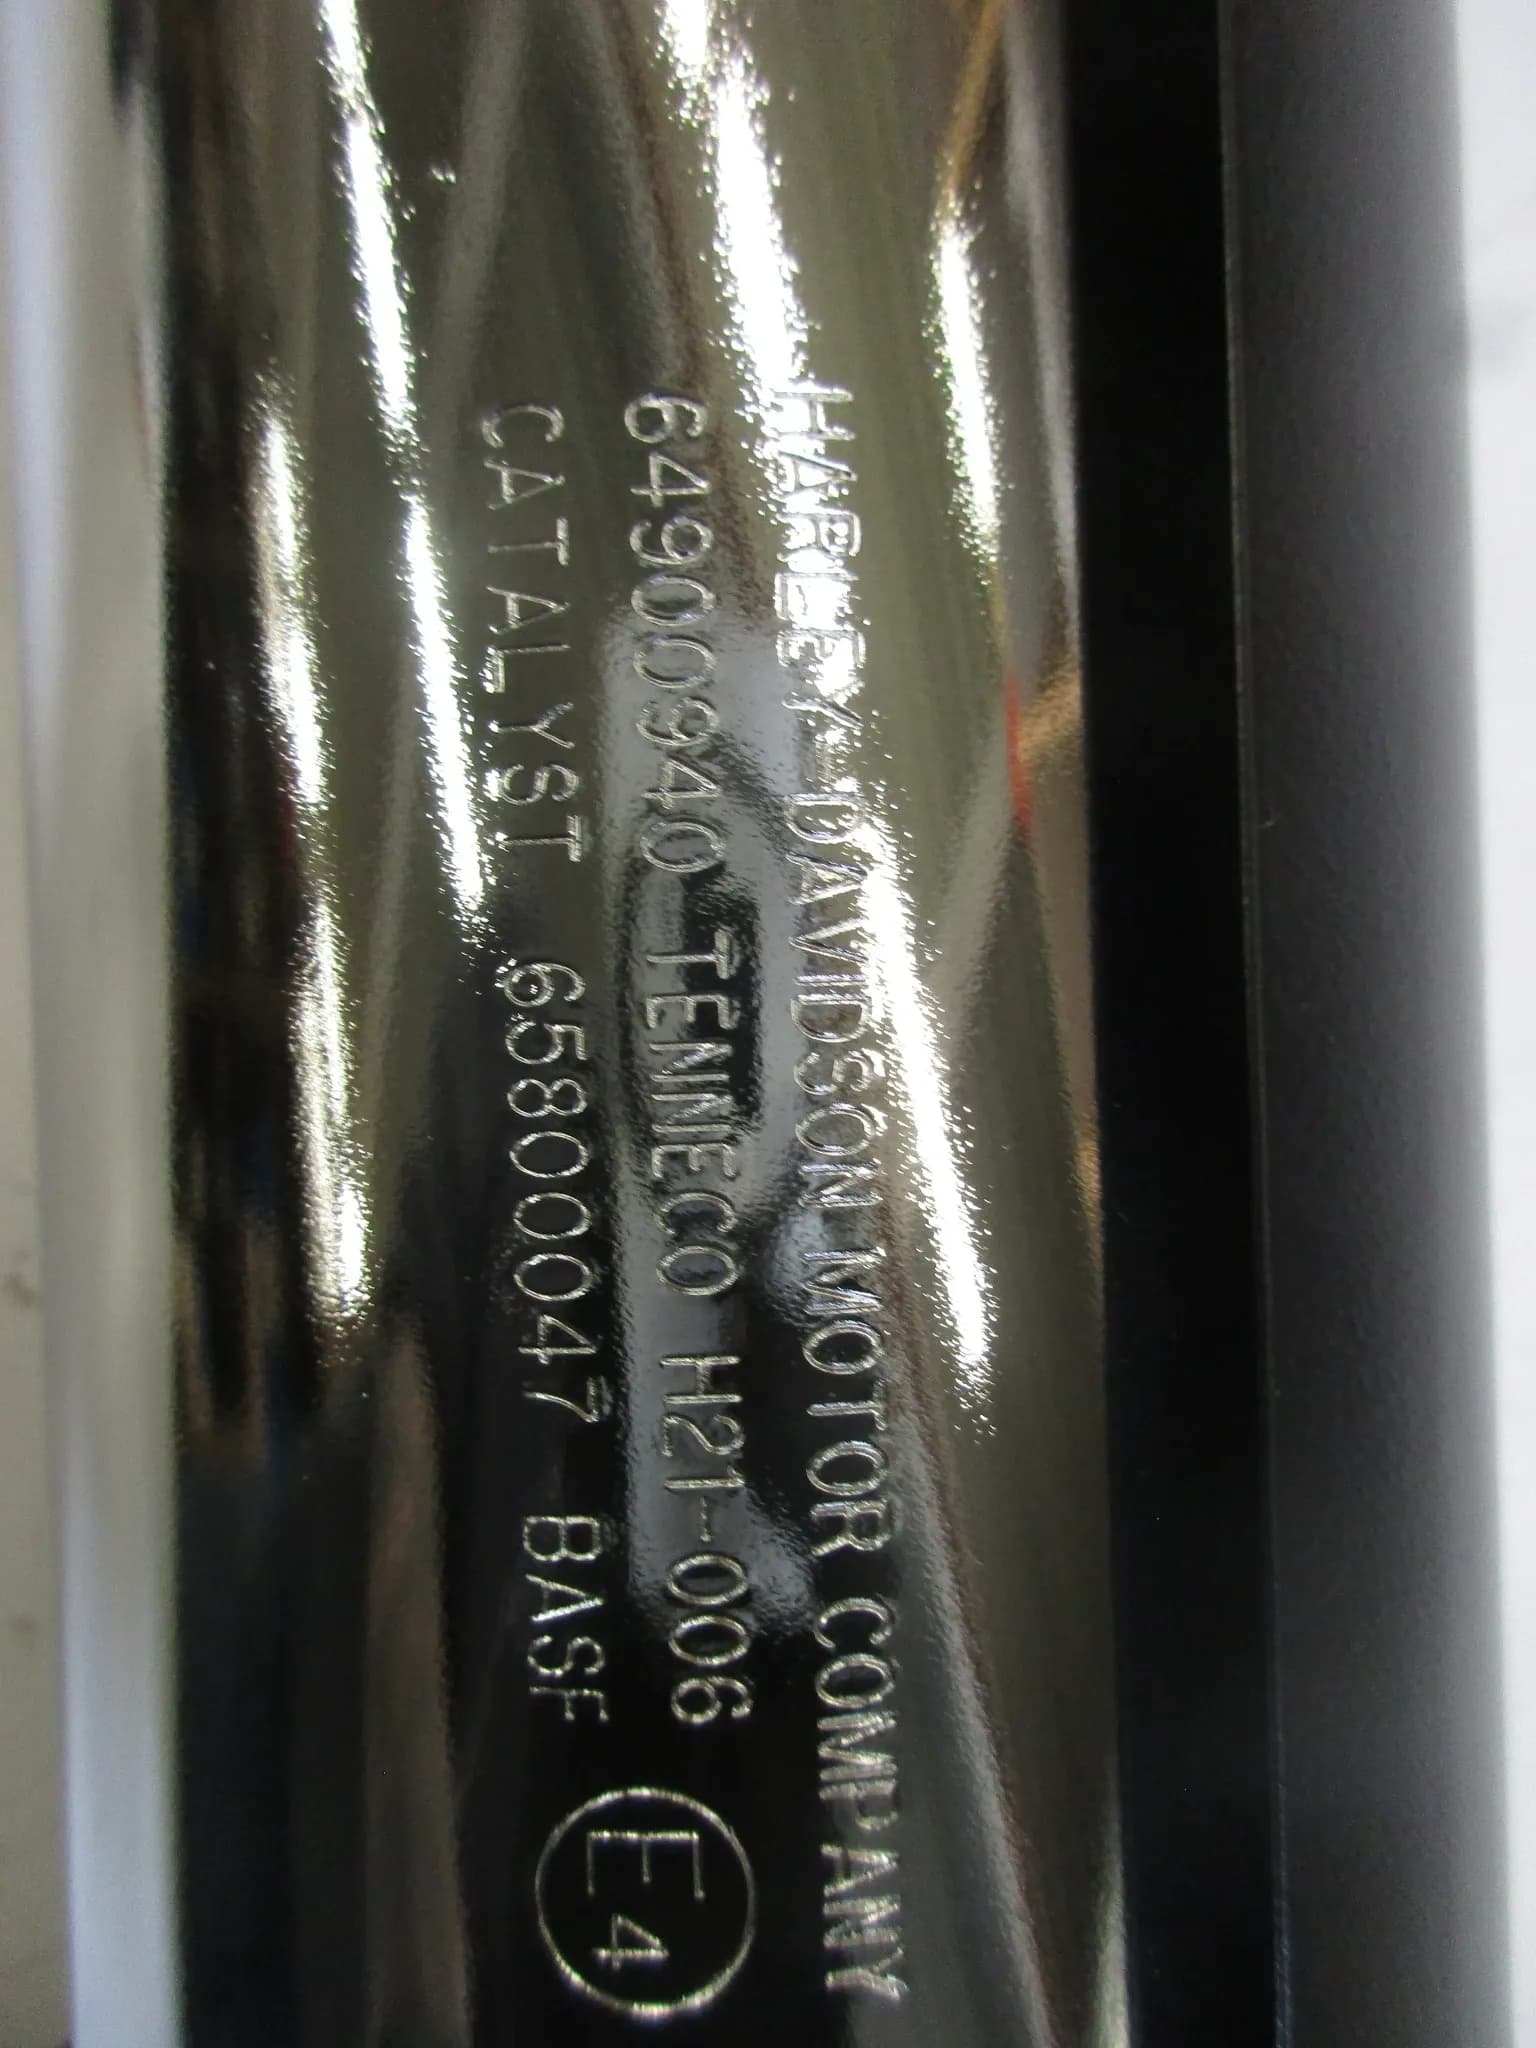 HARLEY-DAVIDSON MOTOR COMPANY
64900940 TENNECO H21-006
CATALYST 65800047 BASF
E4